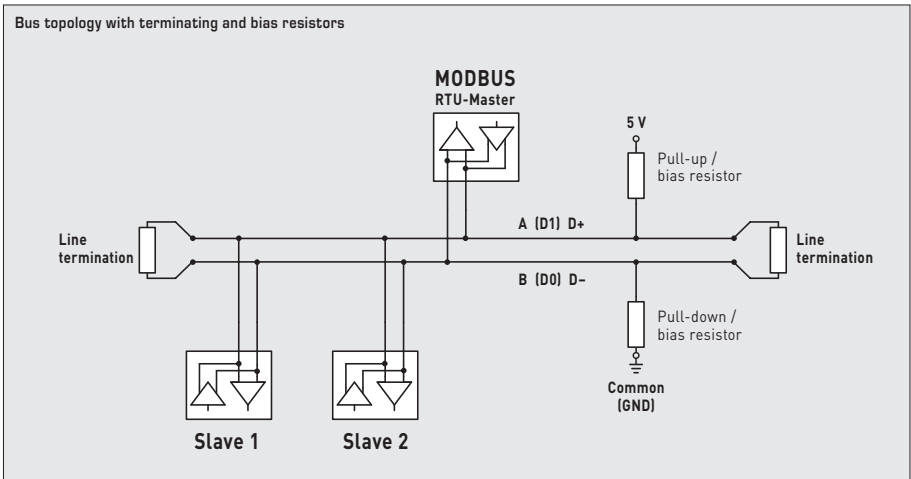 Bus topology with terminating and bias resistors
MODBUS
RTU-Master
5 V
Pull-up /
bias resistor
A (D1) D+
Line
termination
Line
termination
B (D0) D–
Pull-down /
bias resistor
Common
(GND)
Slave 1
Slave 2